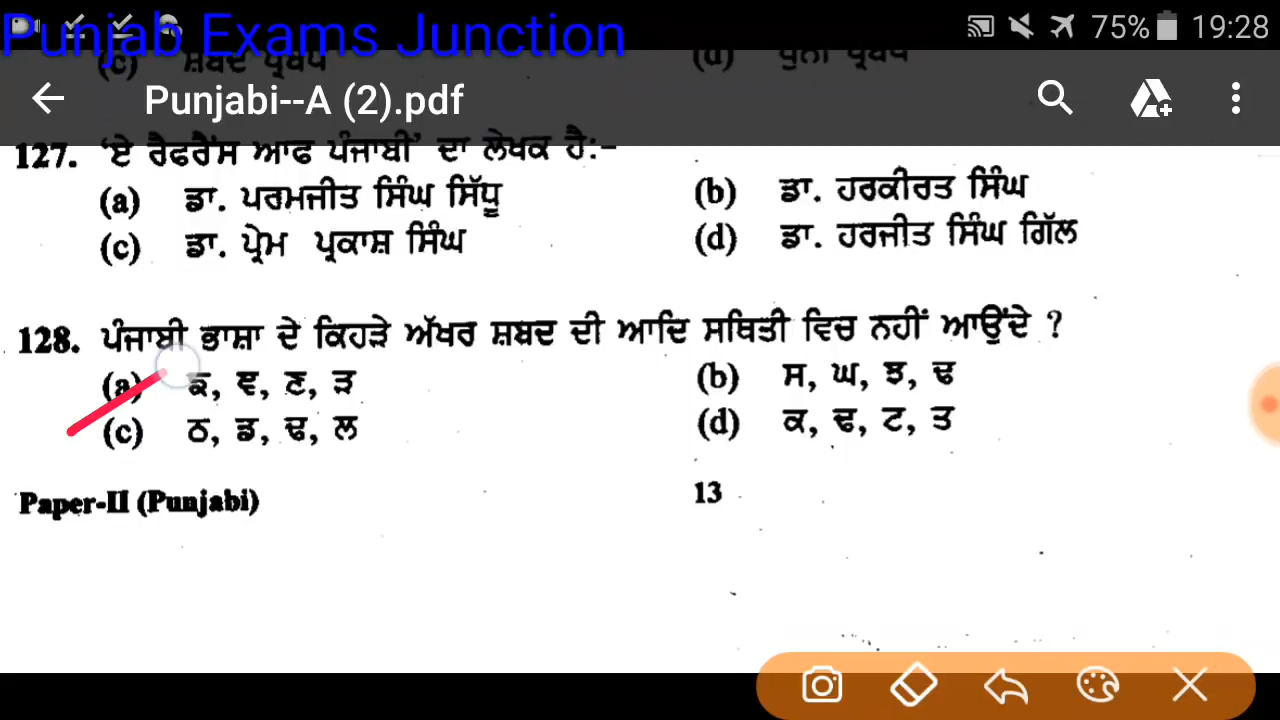 Punjab Exams Junction
75% 19:28
Punjabi--A (2).pdf
127. 'ਏ ਰੈਫਰੈਂਸ ਆਫ ਪੰਜਾਬੀ' ਦਾ ਲੇਖਕ ਹੈ:-
(a) ਡਾ. ਪਰਮਜੀਤ ਸਿੰਘ ਸਿੱਧੂ (b) ਡਾ. ਹਰਕੀਰਤ ਸਿੰਘ
(c) ਡਾ. ਪ੍ਰੇਮ ਪ੍ਰਕਾਸ਼ ਸਿੰਘ (d) ਡਾ. ਹਰਜੀਤ ਸਿੰਘ ਗਿੱਲ
128. ਪੰਜਾਬੀ ਭਾਸ਼ਾ ਦੇ ਕਿਹੜੇ ਅੱਖਰ ਸ਼ਬਦ ਦੀ ਆਦਿ ਸਥਿਤੀ ਵਿਚ ਨਹੀਂ ਆਉਂਦੇ ?
(a) ਙ, ਞ, ਣ, ੜ (b) ਸ, ਘ, ਝ, ਢ
(c) ਠ, ਡ, ਢ, ਲ (d) ਕ, ਢ, ਟ, ਤ
Paper-II (Punjabi) 13